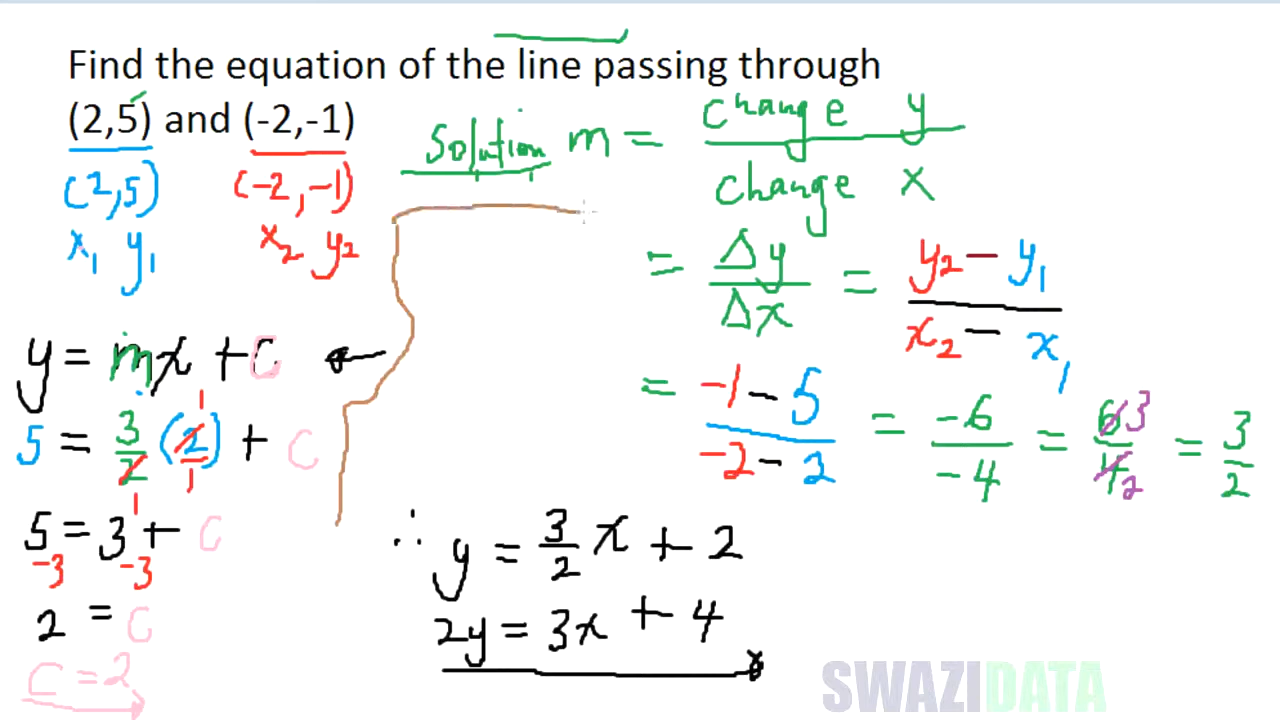 Find the equation of the line passing through
(2,5) and (-2,-1)
(2,5) (-2,-1)
x₁ y₁ x₂ y₂
Solution m = change y / change x
= Δy / Δx = y₂ - y₁ / x₂ - x₁
= -1 - 5 / -2 - 2 = -6 / -4 = 6 3 / 4 2 = 3 / 2
y = mx + c
5 = 3/2 (2/1) + c
1 1
5 = 3 + c
-3 -3
2 = c
c = 2
∴ y = 3/2 x + 2
2y = 3x + 4
SWAZIDATA